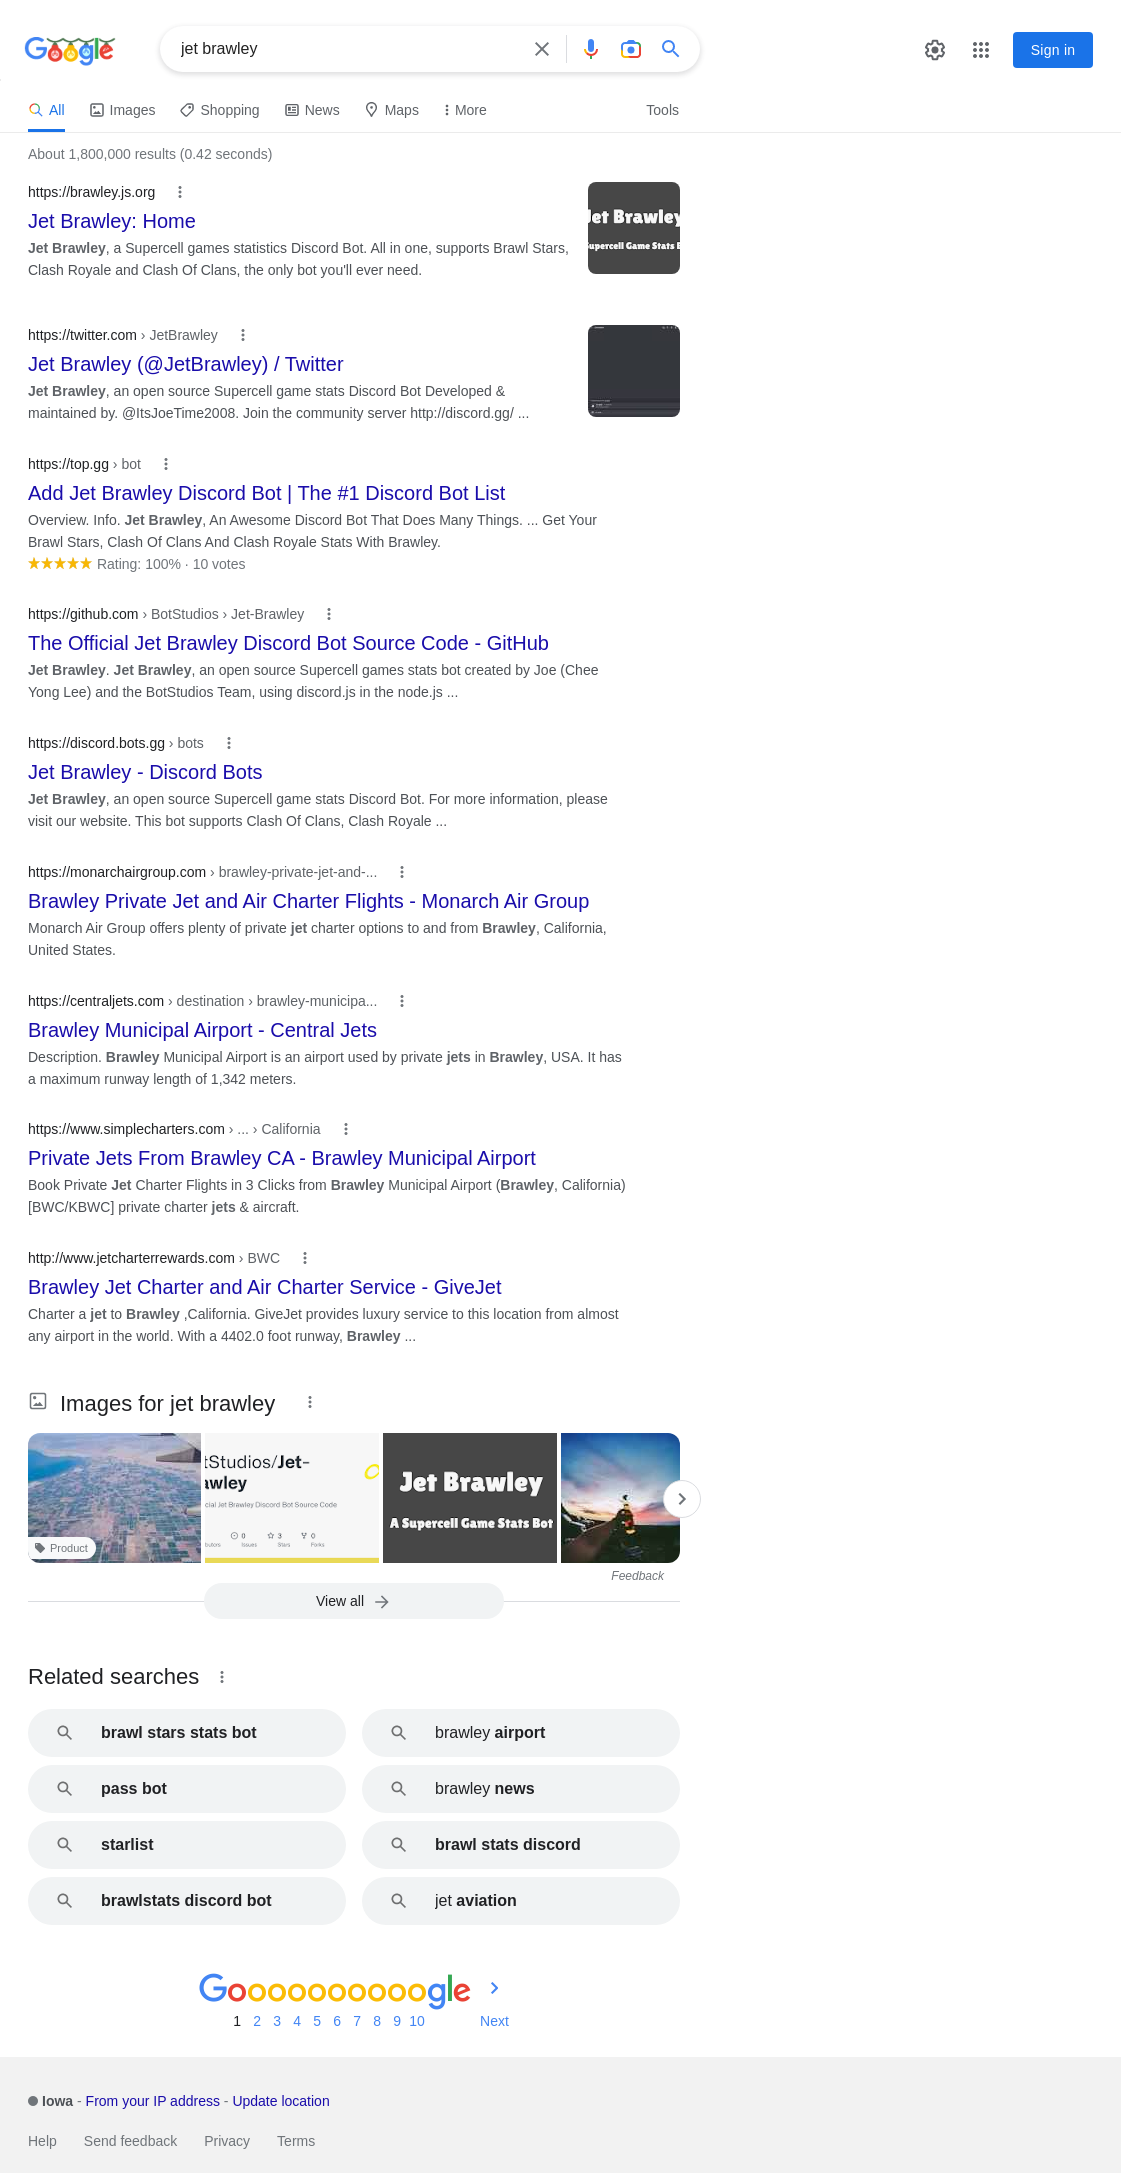 Google
jet brawley
Sign in
All
Images
Shopping
News
Maps
More
Tools
About 1,800,000 results (0.42 seconds)
https://brawley.js.org
Jet Brawley: Home
Jet Brawley, a Supercell games statistics Discord Bot. All in one, supports Brawl Stars,
Clash Royale and Clash Of Clans, the only bot you'll ever need.
Jet Brawley
Supercell Game Stats B
https://twitter.com › JetBrawley
Jet Brawley (@JetBrawley) / Twitter
Jet Brawley, an open source Supercell game stats Discord Bot Developed &
maintained by. @ItsJoeTime2008. Join the community server http://discord.gg/ ...
https://top.gg › bot
Add Jet Brawley Discord Bot | The #1 Discord Bot List
Overview. Info. Jet Brawley, An Awesome Discord Bot That Does Many Things. ... Get Your
Brawl Stars, Clash Of Clans And Clash Royale Stats With Brawley.
Rating: 100% · 10 votes
https://github.com › BotStudios › Jet-Brawley
The Official Jet Brawley Discord Bot Source Code - GitHub
Jet Brawley. Jet Brawley, an open source Supercell games stats bot created by Joe (Chee
Yong Lee) and the BotStudios Team, using discord.js in the node.js ...
https://discord.bots.gg › bots
Jet Brawley - Discord Bots
Jet Brawley, an open source Supercell game stats Discord Bot. For more information, please
visit our website. This bot supports Clash Of Clans, Clash Royale ...
https://monarchairgroup.com › brawley-private-jet-and-...
Brawley Private Jet and Air Charter Flights - Monarch Air Group
Monarch Air Group offers plenty of private jet charter options to and from Brawley, California,
United States.
https://centraljets.com › destination › brawley-municipa...
Brawley Municipal Airport - Central Jets
Description. Brawley Municipal Airport is an airport used by private jets in Brawley, USA. It has
a maximum runway length of 1,342 meters.
https://www.simplecharters.com › ... › California
Private Jets From Brawley CA - Brawley Municipal Airport
Book Private Jet Charter Flights in 3 Clicks from Brawley Municipal Airport (Brawley, California)
[BWC/KBWC] private charter jets & aircraft.
http://www.jetcharterrewards.com › BWC
Brawley Jet Charter and Air Charter Service - GiveJet
Charter a jet to Brawley ,California. GiveJet provides luxury service to this location from almost
any airport in the world. With a 4402.0 foot runway, Brawley ...
Images for jet brawley
Product
tStudios/Jet-
awley
cial Jet Brawley Discord Bot Source Code
0 3 0
butors Issues Stars Forks
Jet Brawley
A Supercell Game Stats Bot
Feedback
View all
Related searches
brawl stars stats bot
brawley airport
pass bot
brawley news
starlist
brawl stats discord
brawlstats discord bot
jet aviation
Goooooooooogle
1 2 3 4 5 6 7 8 9 10 Next
Iowa - From your IP address - Update location
Help Send feedback Privacy Terms